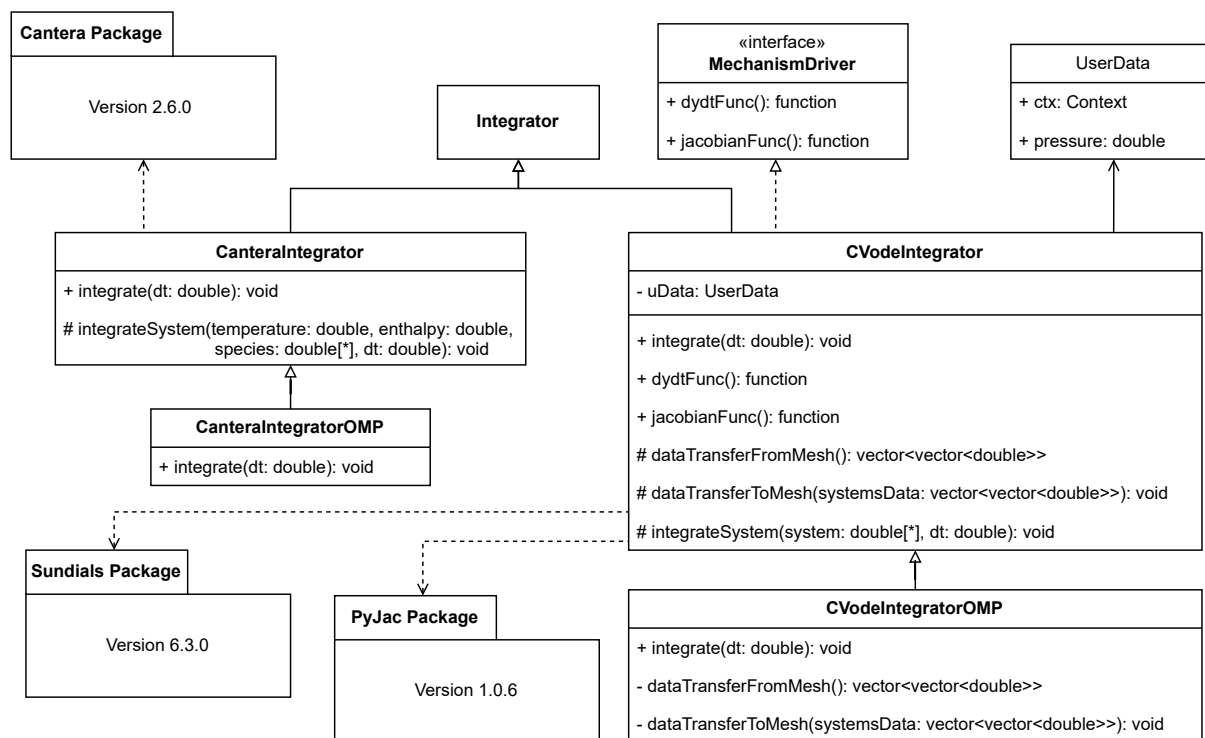 Cantera Package
Version 2.6.0
Integrator
«interface»
MechanismDriver
+ dydtFunc(): function
+ jacobianFunc(): function
UserData
+ ctx: Context
+ pressure: double
CanteraIntegrator
+ integrate(dt: double): void
# integrateSystem(temperature: double, enthalpy: double,
species: double[*], dt: double): void
CanteraIntegratorOMP
+ integrate(dt: double): void
CVodeIntegrator
- uData: UserData
+ integrate(dt: double): void
+ dydtFunc(): function
+ jacobianFunc(): function
# dataTransferFromMesh(): vector<vector<double>>
# dataTransferToMesh(systemsData: vector<vector<double>>): void
# integrateSystem(system: double[*], dt: double): void
Sundials Package
Version 6.3.0
PyJac Package
Version 1.0.6
CVodeIntegratorOMP
+ integrate(dt: double): void
- dataTransferFromMesh(): vector<vector<double>>
- dataTransferToMesh(systemsData: vector<vector<double>>): void